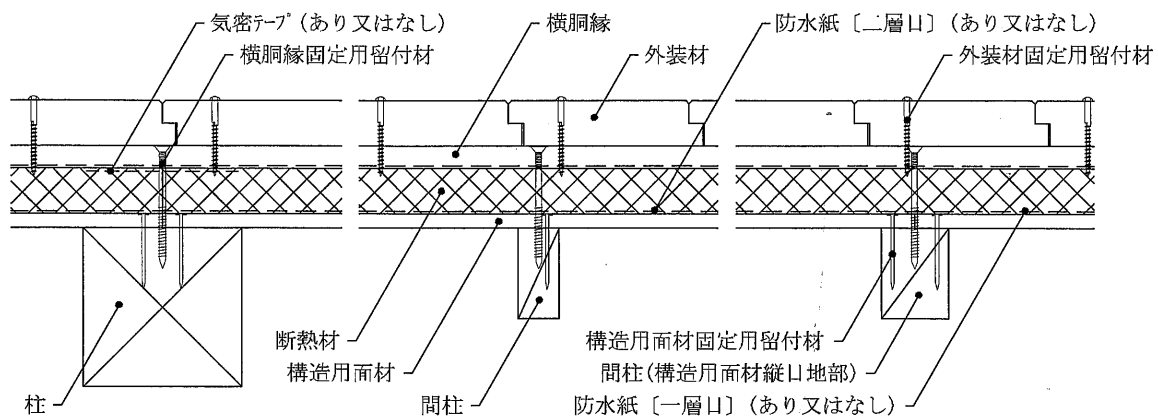 気密テープ(あり又はなし)
横胴縁
防水紙〔二層目〕(あり又はなし)
横胴縁固定用留付材
外装材
外装材固定用留付材
断熱材
構造用面材固定用留付材
構造用面材
間柱(構造用面材縦目地部)
柱
間柱
防水紙〔一層目〕(あり又はなし)